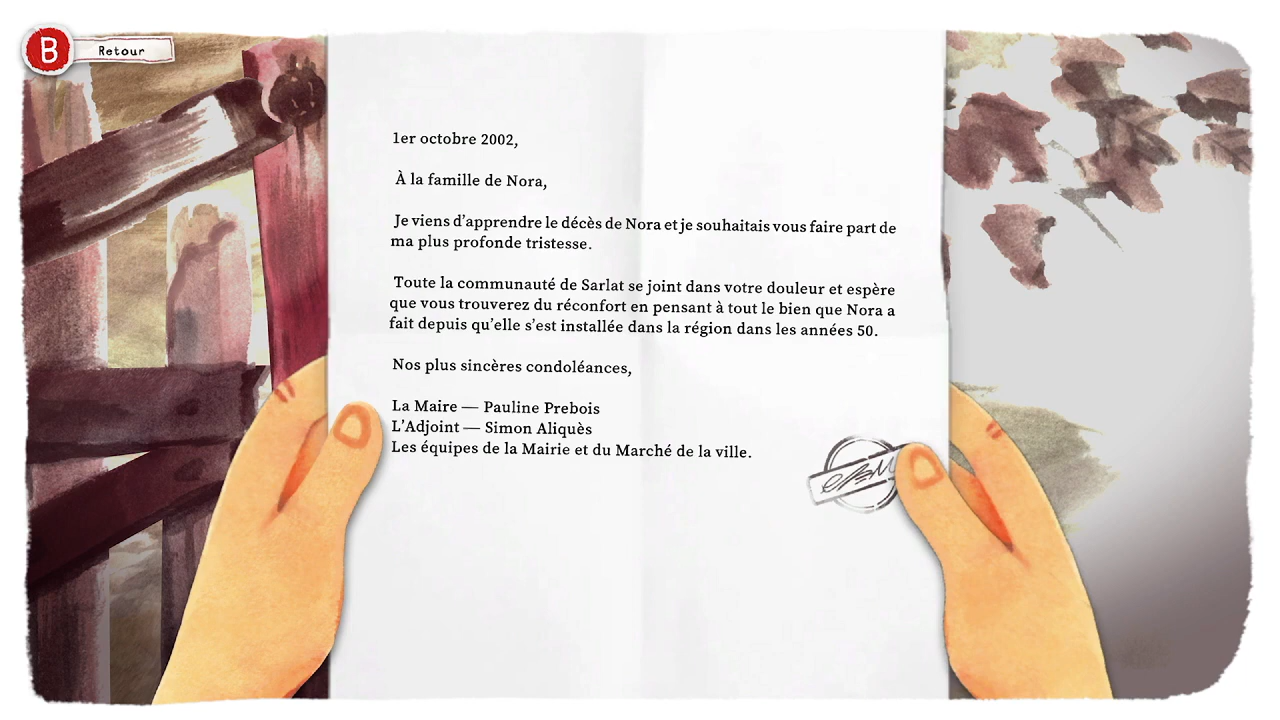 B Retour
1er octobre 2002,
À la famille de Nora,
Je viens d'apprendre le décès de Nora et je souhaitais vous faire part de
ma plus profonde tristesse.
Toute la communauté de Sarlat se joint dans votre douleur et espère
que vous trouverez du réconfort en pensant à tout le bien que Nora a
fait depuis qu'elle s'est installée dans la région dans les années 50.
Nos plus sincères condoléances,
La Maire — Pauline Prebois
L'Adjoint — Simon Aliquès
Les équipes de la Mairie et du Marché de la ville.